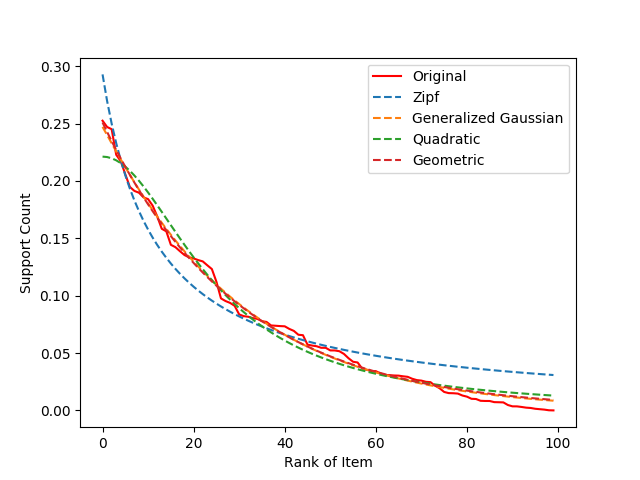 0.30
0.25
0.20
0.15
0.10
0.05
0.00
Support Count
0 20 40 60 80 100
Rank of Item
Original
Zipf
Generalized Gaussian
Quadratic
Geometric